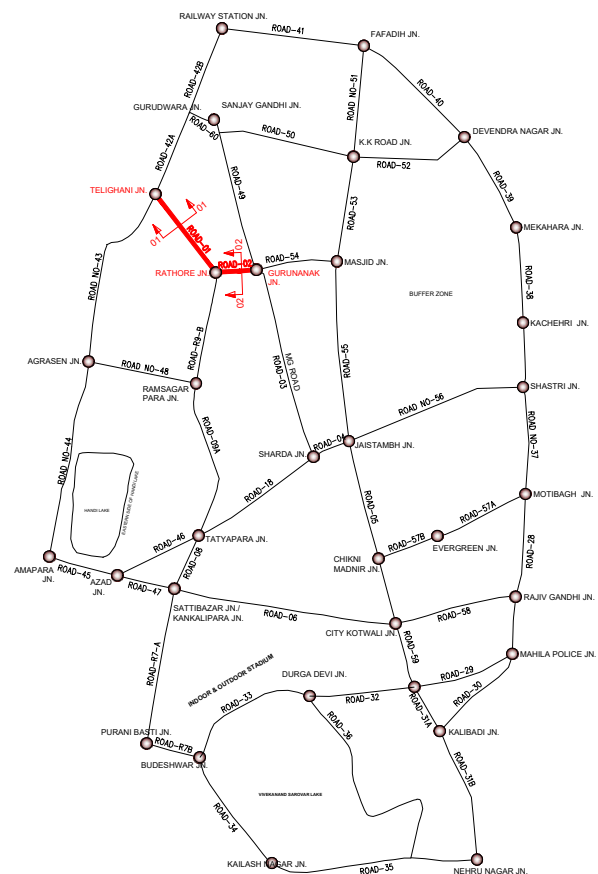 RAILWAY STATION JN.
ROAD-41
FAFADIH JN.
ROAD-42B
ROAD NO-51
ROAD-40
GURUDWARA JN.
SANJAY GANDHI JN.
ROAD-60
ROAD-50
DEVENDRA NAGAR JN.
K.K ROAD JN.
ROAD-52
ROAD-42A
ROAD-49
ROAD-53
ROAD-39
TELIGHANI JN.
01
01
ROAD-01
MEKAHARA JN.
02
ROAD-02
ROAD-54
MASJID JN.
RATHORE JN.
GURUNANAK
JN.
02
ROAD NO-43
BUFFER ZONE
ROAD-38
KACHEHRI JN.
ROAD-R9-B
MG ROAD
ROAD-03
ROAD-55
AGRASEN JN.
ROAD NO-48
RAMSAGAR
PARA JN.
SHASTRI JN.
ROAD NO-56
ROAD-09A
ROAD NO-44
ROAD-04
JAISTAMBH JN.
SHARDA JN.
ROAD NO-37
ROAD-18
MOTIBAGH JN.
HANDI LAKE
EASTERN SIDE OF HANDI LAKE
ROAD-05
ROAD-57A
ROAD-46
TATYAPARA JN.
ROAD-57B
EVERGREEN JN.
ROAD-28
CHIKNI
MADNIR JN.
AMAPARA
JN.
ROAD-45
AZAD
JN.
ROAD-47
ROAD-08
SATTIBAZAR JN./
KANKALIPARA JN.
ROAD-06
RAJIV GANDHI JN.
ROAD-58
CITY KOTWALI JN.
ROAD-R7-A
ROAD-59
MAHILA POLICE JN.
INDOOR & OUTDOOR STADIUM
DURGA DEVI JN.
ROAD-29
ROAD-33
ROAD-32
ROAD-30
ROAD-31A
ROAD-36
PURANI BASTI JN.
ROAD-R7B
KALIBADI JN.
BUDESHWAR JN.
ROAD-31B
VIVEKANAND SAROVAR LAKE
ROAD-34
KAILASH NAGAR JN.
ROAD-35
NEHRU NAGAR JN.